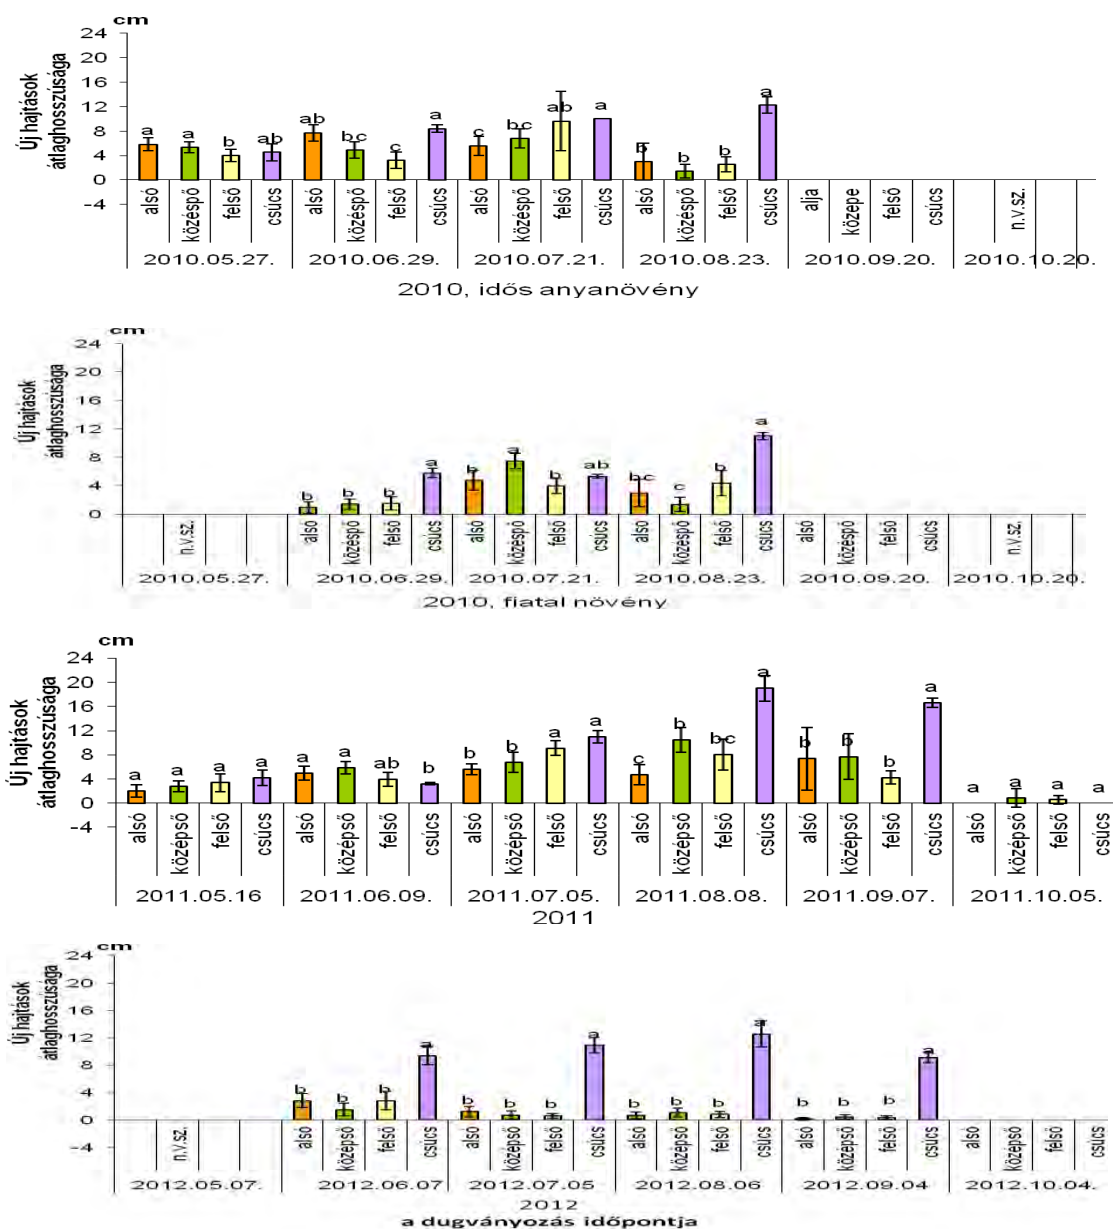 cm
Új hajtások
átlaghosszúsága
24
20
16
12
8
4
0
-4
a a b ab ab bc c a c bc ab a b b b a
alsó középső felső csúcs alsó középső felső csúcs alsó középső felső csúcs alsó középső felső csúcs alja közepe felső csúcs n.v.sz.
2010.05.27. 2010.06.29. 2010.07.21. 2010.08.23. 2010.09.20. 2010.10.20.
2010, idős anyanövény
cm
Új hajtások
átlaghosszúsága
24
20
16
12
8
4
0
b b b a b a b ab bc c b a
n.v.sz. alsó középső felső csúcs alsó középső felső csúcs alsó középső felső csúcs alsó középső felső csúcs n.v.sz.
2010.05.27. 2010.06.29. 2010.07.21. 2010.08.23. 2010.09.20. 2010.10.20.
2010, fiatal növény
cm
Új hajtások
átlaghosszúsága
24
20
16
12
8
4
0
-4
a a a a a a ab b b b a a c b bc a b b b a a a a a
alsó középső felső csúcs alsó középső felső csúcs alsó középső felső csúcs alsó középső felső csúcs alsó középső felső csúcs alsó középső felső csúcs
2011.05.16 2011.06.09. 2011.07.05. 2011.08.08. 2011.09.07. 2011.10.05.
2011
cm
Új hajtások
átlaghosszúsága
24
20
16
12
8
4
0
-4
b b b a b b b a b b b a b b b a
n.v.sz. alsó középső felső csúcs alsó középső felső csúcs alsó középső felső csúcs alsó középső felső csúcs alsó középső felső csúcs
2012.05.07. 2012.06.07 2012.07.05 2012.08.06 2012.09.04 2012.10.04.
2012
a dugványozás időpontja